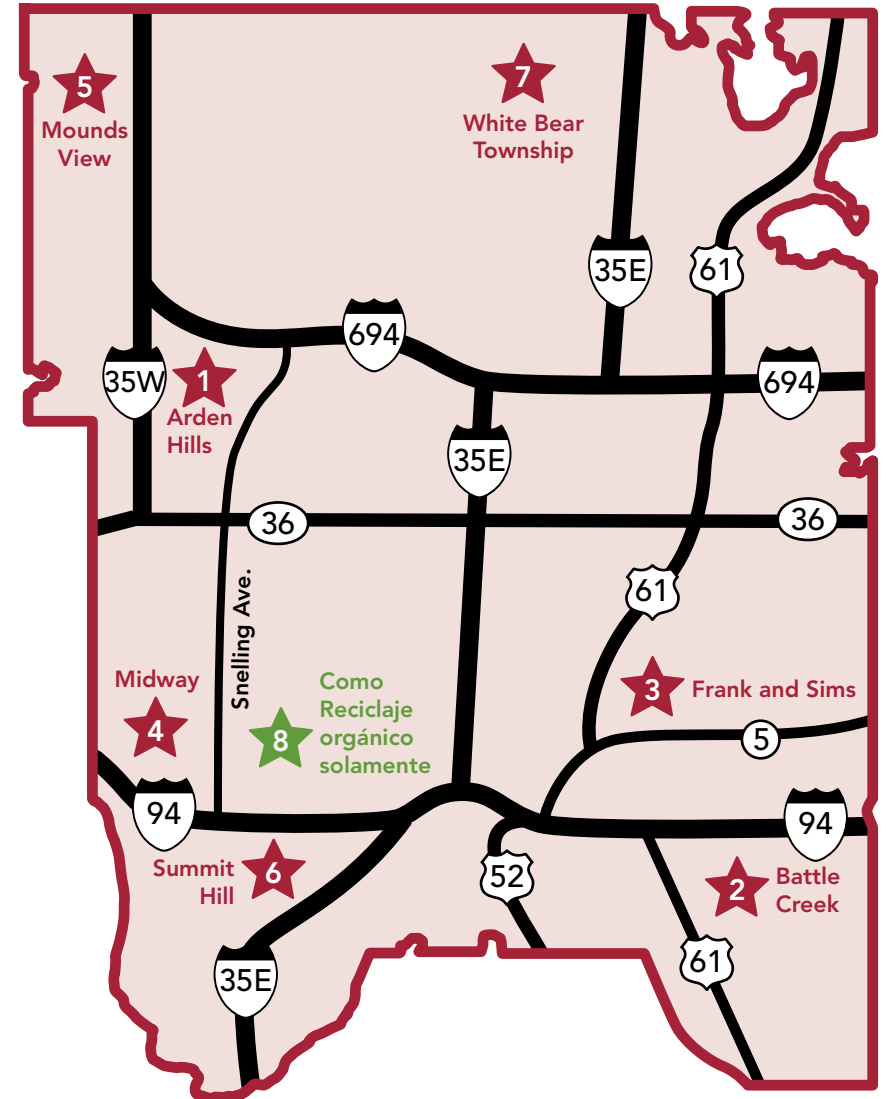 5
Mounds
View
7
White Bear
Township
35E
61
694
694
35W
1
Arden
Hills
35E
36
36
61
Snelling Ave.
Midway
4
8
Como
Reciclaje
orgánico
solamente
3
Frank and Sims
5
94
94
Summit
Hill
6
52
2
Battle
Creek
35E
61